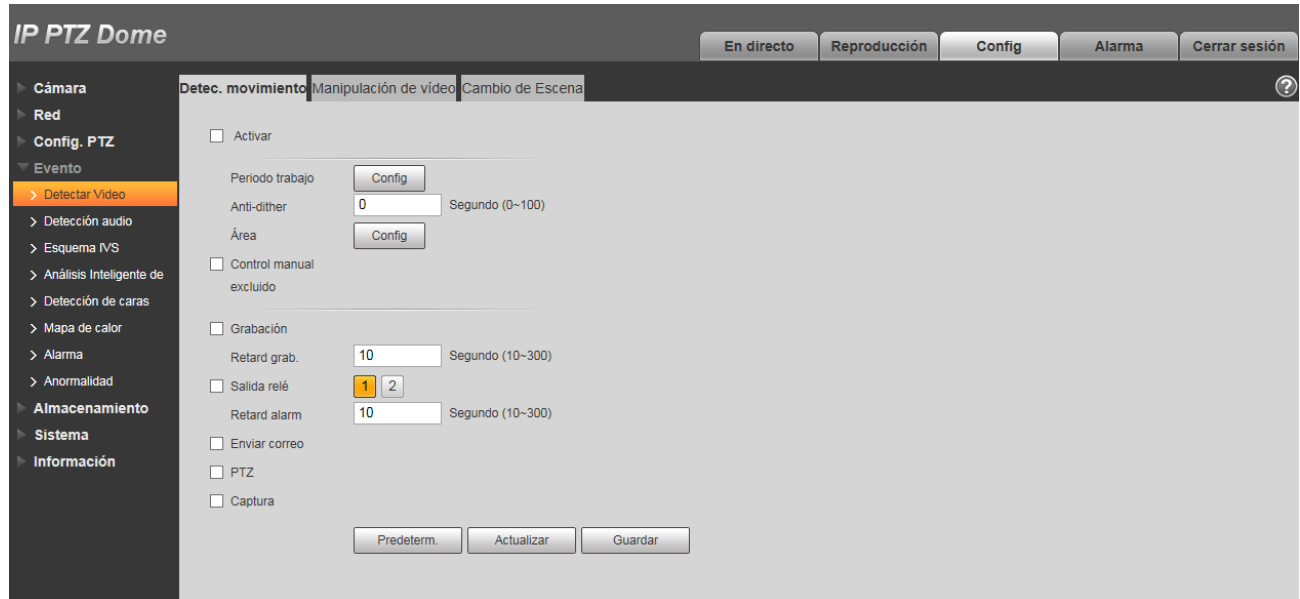 IP PTZ Dome
En directo
Reproducción
Config
Alarma
Cerrar sesión
Cámara
Red
Config. PTZ
Evento
Detectar Video
Detección audio
Esquema IVS
Análisis Inteligente de
Detección de caras
Mapa de calor
Alarma
Anormalidad
Almacenamiento
Sistema
Información
Detec. movimiento
Manipulación de vídeo
Cambio de Escena
?
Activar
Periodo trabajo
Config
Anti-dither
0
Segundo (0~100)
Área
Config
Control manual
excluido
Grabación
Retard grab.
10
Segundo (10~300)
Salida relé
1
2
Retard alarm
10
Segundo (10~300)
Enviar correo
PTZ
Captura
Predeterm.
Actualizar
Guardar